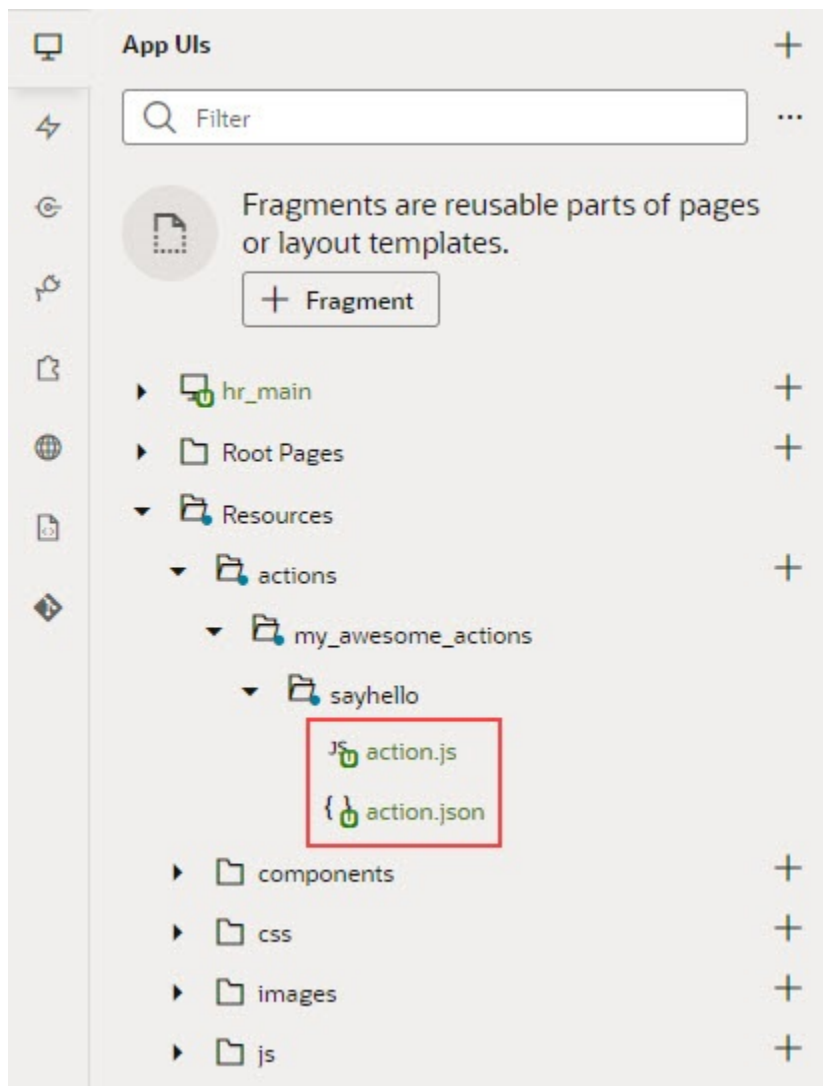 App UIs
Filter
Fragments are reusable parts of pages
or layout templates.
+ Fragment
hr_main
Root Pages
Resources
actions
my_awesome_actions
sayhello
JS U action.js
{ } U action.json
components
css
images
js